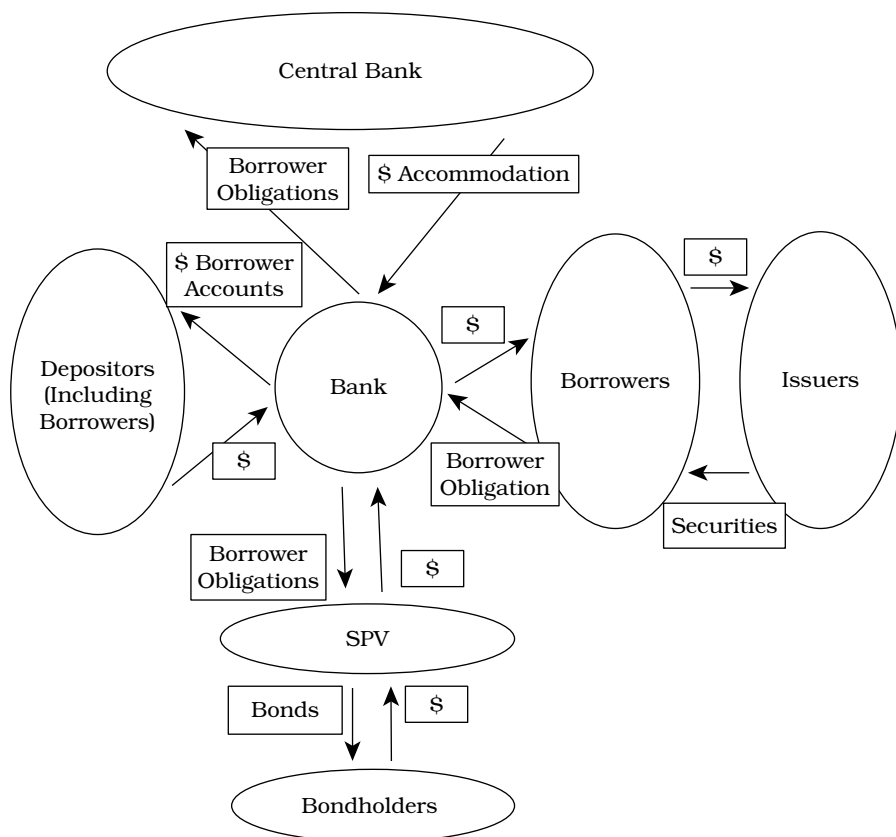 Central Bank
Borrower
Obligations
$ Accommodation
$ Borrower
Accounts
$
$
Depositors
(Including
Borrowers)
Bank
Borrowers
Issuers
$
Borrower
Obligation
Securities
Borrower
Obligations
$
SPV
Bonds
$
Bondholders